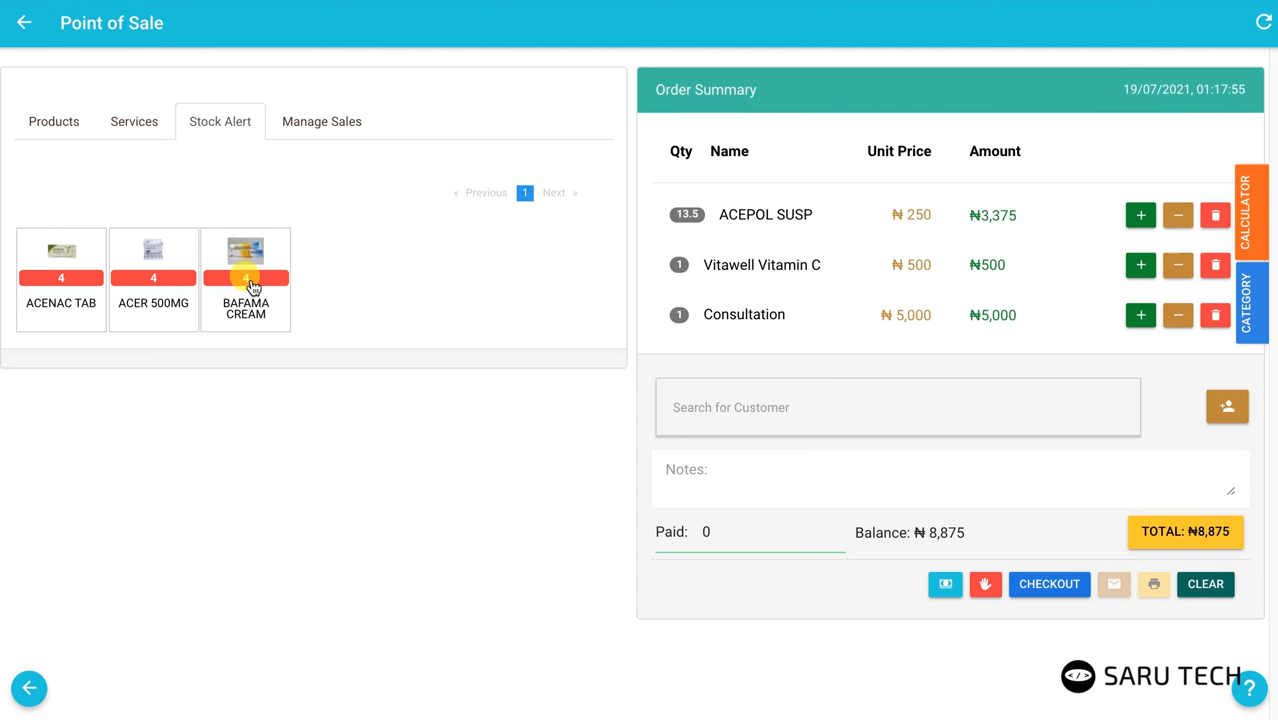 Point of Sale
Products Services Stock Alert Manage Sales
« Previous 1 Next »
4 4 4
ACENAC TAB ACER 500MG BAFAMA
CREAM
Order Summary 19/07/2021, 01:17:55
Qty Name Unit Price Amount
13.5 ACEPOL SUSP ₦ 250 ₦3,375
1 Vitawell Vitamin C ₦ 500 ₦500
1 Consultation ₦ 5,000 ₦5,000
CALCULATOR
CATEGORY
Search for Customer
Notes:
Paid: 0 Balance: ₦ 8,875 TOTAL: ₦8,875
CHECKOUT CLEAR
</> SARU TECH
?